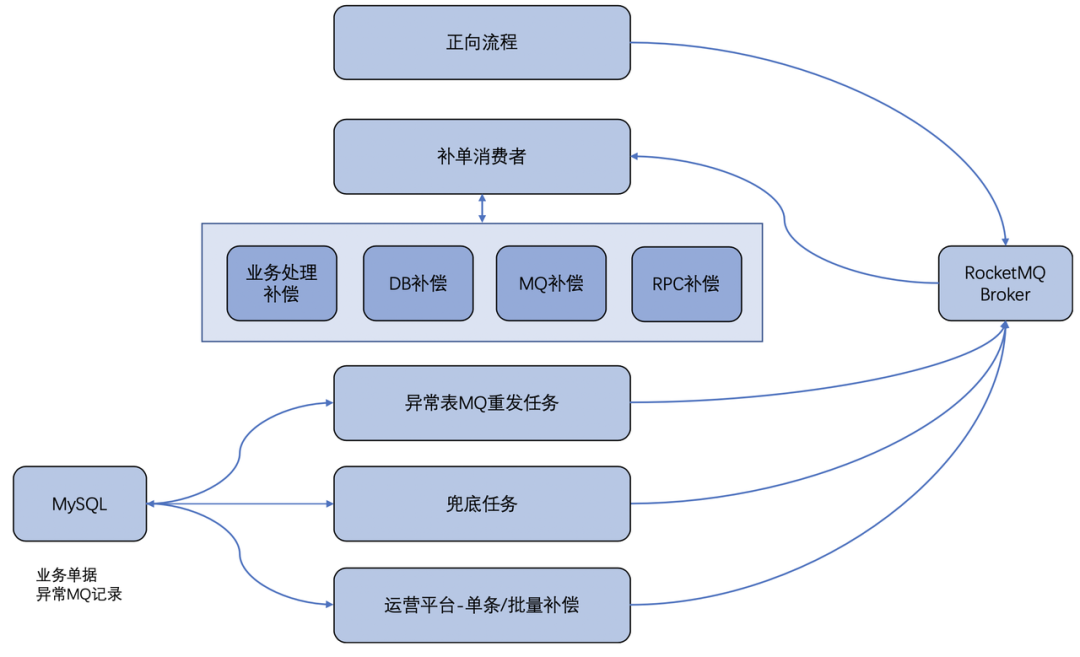 正向流程
补单消费者
业务处理
补偿
DB补偿
MQ补偿
RPC补偿
RocketMQ
Broker
异常表MQ重发任务
MySQL
兜底任务
业务单据
异常MQ记录
运营平台-单条/批量补偿